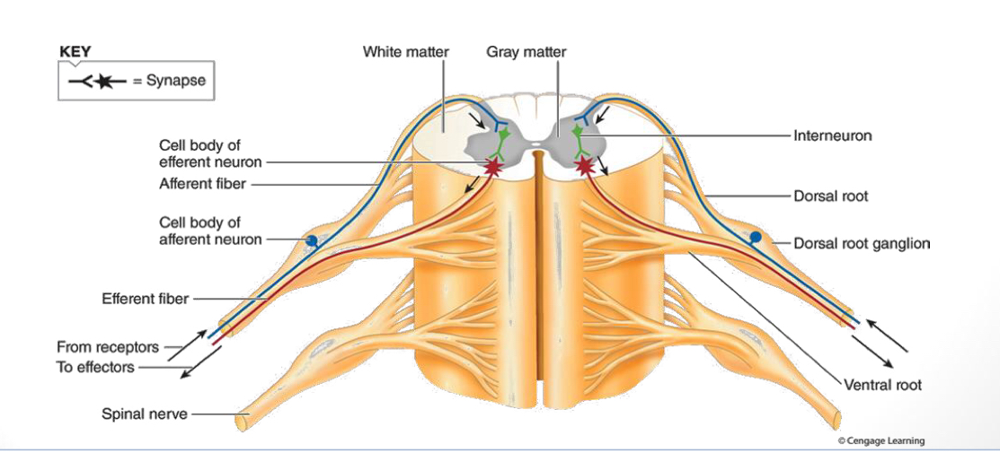 KEY
= Synapse
White matter
Gray matter
Cell body of
efferent neuron
Afferent fiber
Cell body of
afferent neuron
Efferent fiber
From receptors
To effectors
Spinal nerve
Interneuron
Dorsal root
Dorsal root ganglion
Ventral root
© Cengage Learning